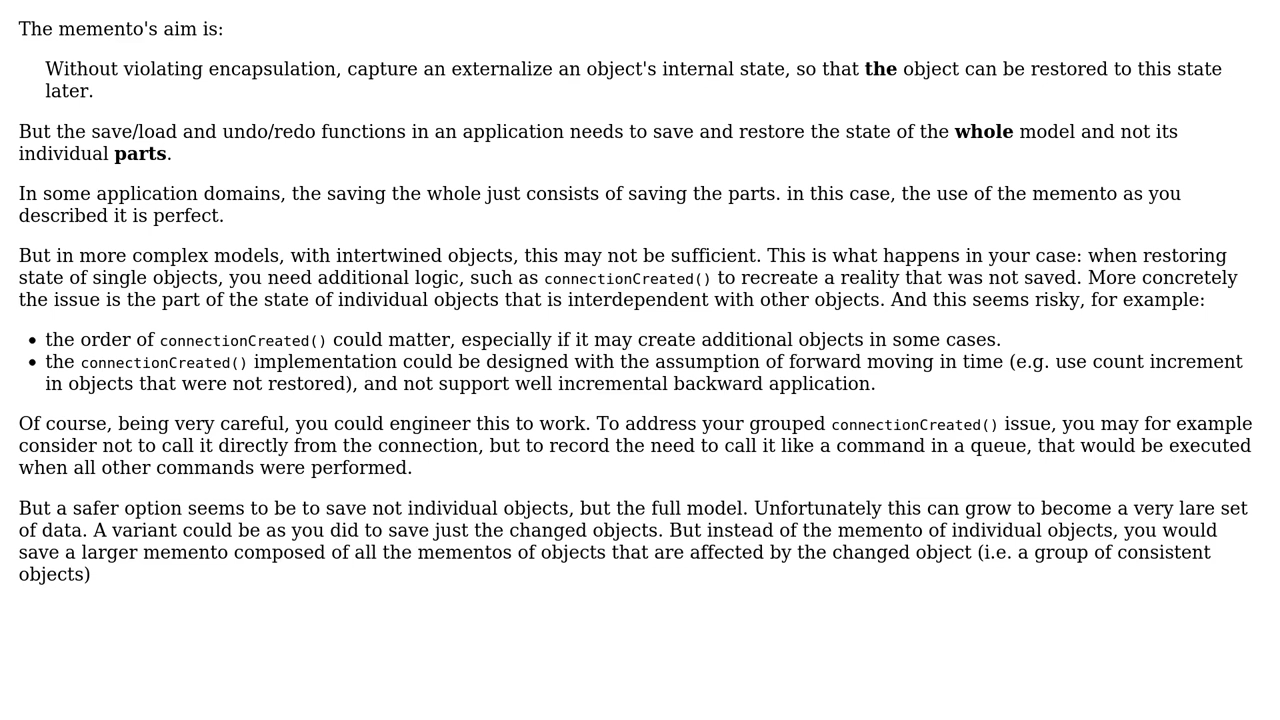 The memento's aim is:
Without violating encapsulation, capture an externalize an object's internal state, so that the object can be restored to this state
later.
But the save/load and undo/redo functions in an application needs to save and restore the state of the whole model and not its
individual parts.
In some application domains, the saving the whole just consists of saving the parts. in this case, the use of the memento as you
described it is perfect.
But in more complex models, with intertwined objects, this may not be sufficient. This is what happens in your case: when restoring
state of single objects, you need additional logic, such as connectionCreated() to recreate a reality that was not saved. More concretely
the issue is the part of the state of individual objects that is interdependent with other objects. And this seems risky, for example:
• the order of connectionCreated() could matter, especially if it may create additional objects in some cases.
• the connectionCreated() implementation could be designed with the assumption of forward moving in time (e.g. use count increment
in objects that were not restored), and not support well incremental backward application.
Of course, being very careful, you could engineer this to work. To address your grouped connectionCreated() issue, you may for example
consider not to call it directly from the connection, but to record the need to call it like a command in a queue, that would be executed
when all other commands were performed.
But a safer option seems to be to save not individual objects, but the full model. Unfortunately this can grow to become a very lare set
of data. A variant could be as you did to save just the changed objects. But instead of the memento of individual objects, you would
save a larger memento composed of all the mementos of objects that are affected by the changed object (i.e. a group of consistent
objects)